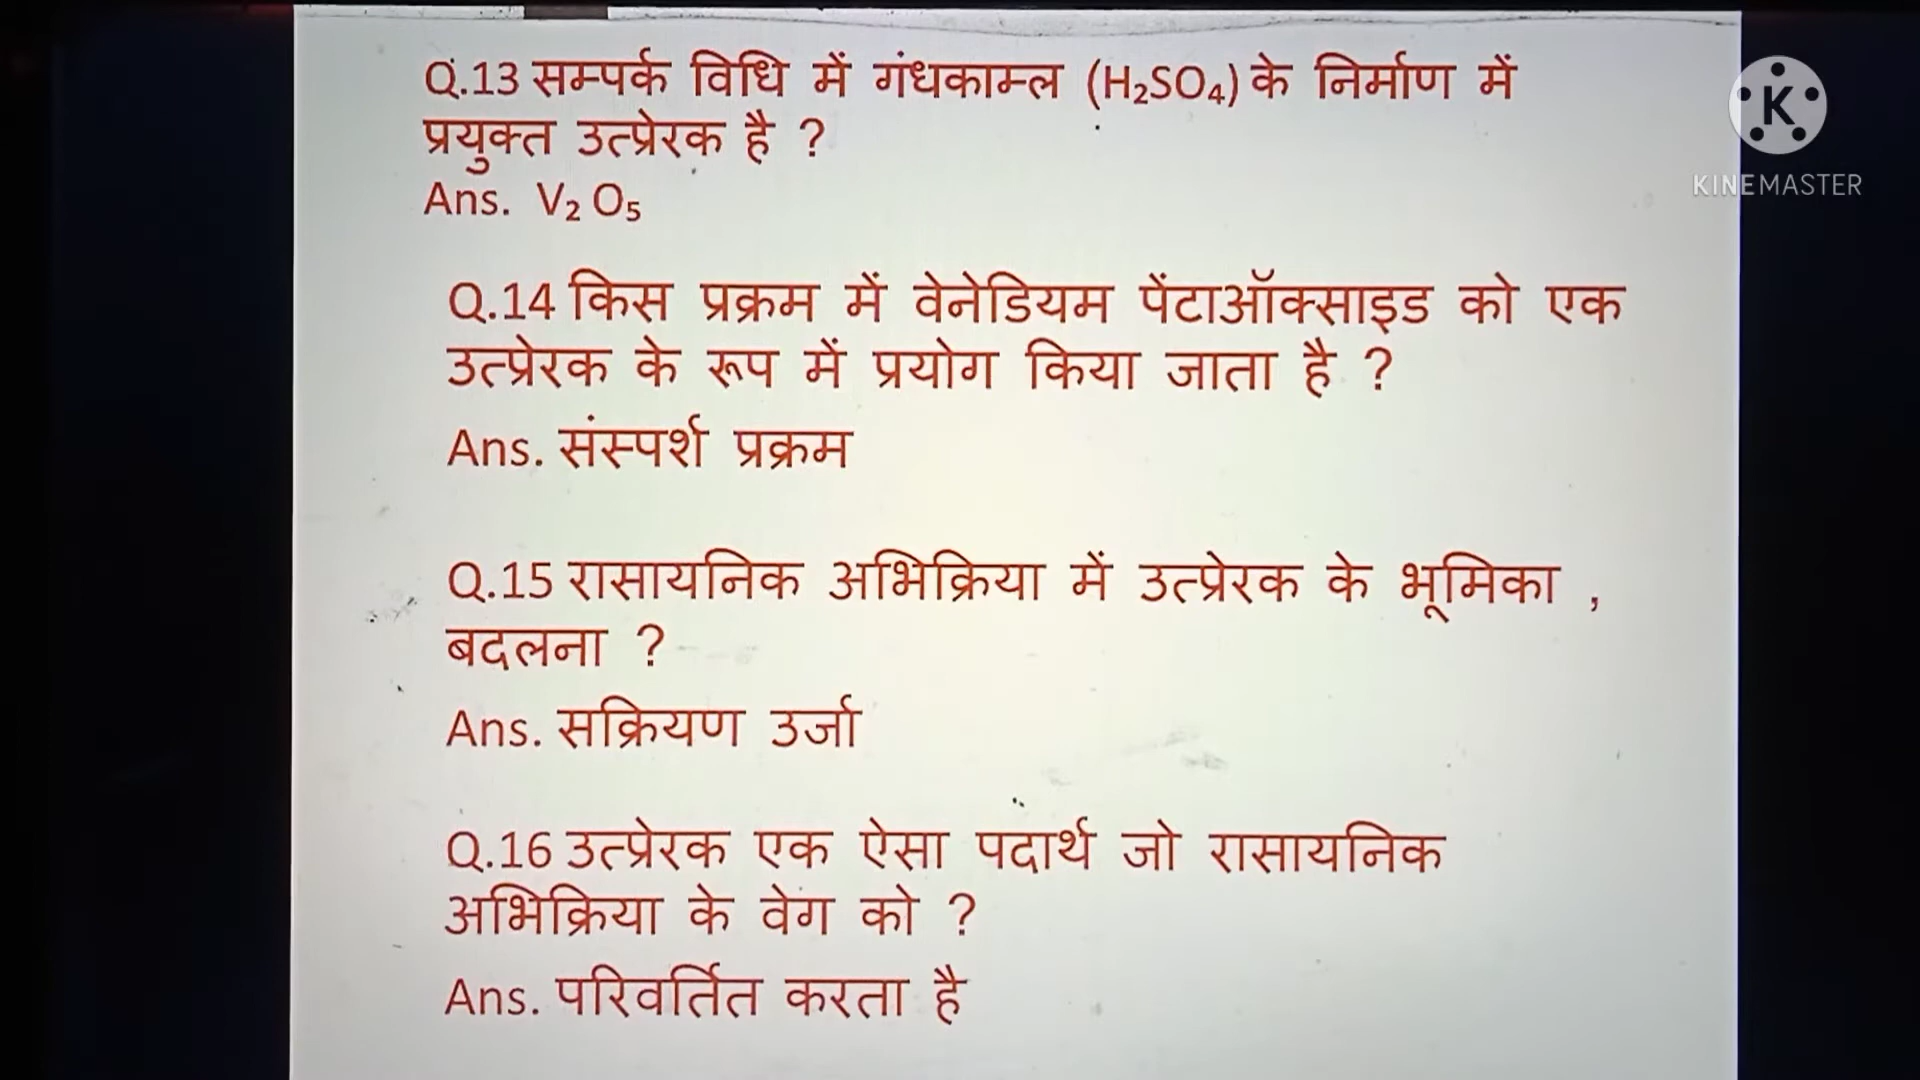 Q.13 सम्पर्क विधि में गंधकाम्ल (H₂SO₄) के निर्माण में
प्रयुक्त उत्प्रेरक है ?
Ans. V₂ O₅
Q.14 किस प्रक्रम में वेनेडियम पेंटाऑक्साइड को एक
उत्प्रेरक के रूप में प्रयोग किया जाता है ?
Ans. संस्पर्श प्रक्रम
Q.15 रासायनिक अभिक्रिया में उत्प्रेरक के भूमिका ,
बदलना ?
Ans. सक्रियण उर्जा
Q.16 उत्प्रेरक एक ऐसा पदार्थ जो रासायनिक
अभिक्रिया के वेग को ?
Ans. परिवर्तित करता है
K
KINEMASTER